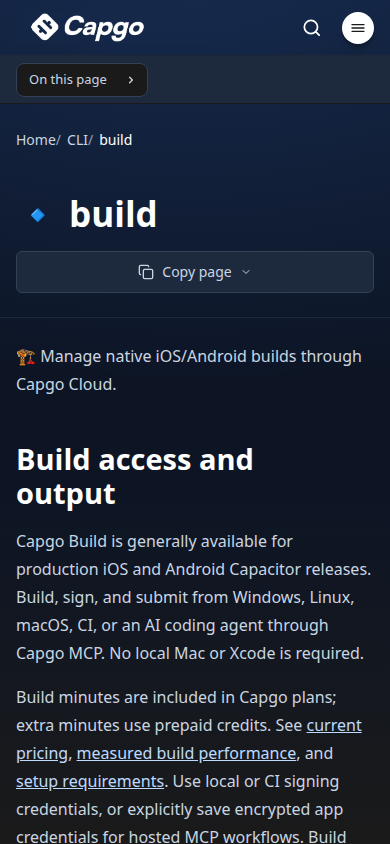 Capgo
On this page
Home/ CLI/ build
build
Copy page
🏗️ Manage native iOS/Android builds through
Capgo Cloud.
Build access and
output
Capgo Build is generally available for
production iOS and Android Capacitor releases.
Build, sign, and submit from Windows, Linux,
macOS, CI, or an AI coding agent through
Capgo MCP. No local Mac or Xcode is required.
Build minutes are included in Capgo plans;
extra minutes use prepaid credits. See current
pricing, measured build performance, and
setup requirements. Use local or CI signing
credentials, or explicitly save encrypted app
credentials for hosted MCP workflows. Build